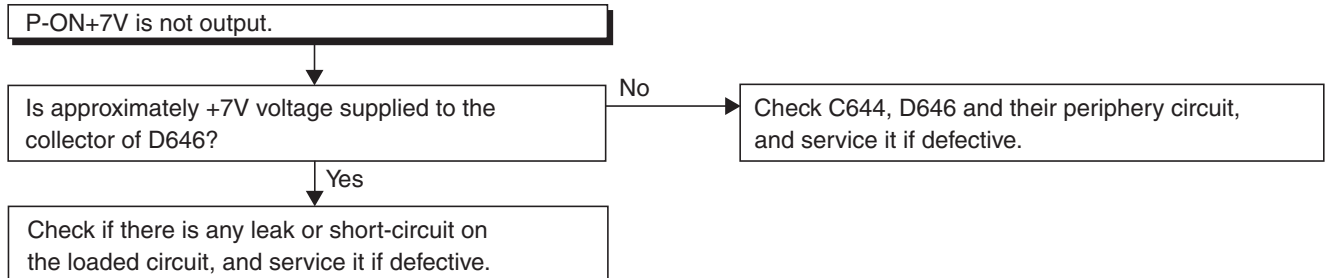 P-ON+7V is not output.
Is approximately +7V voltage supplied to the
collector of D646?
No
Check C644, D646 and their periphery circuit,
and service it if defective.
Yes
Check if there is any leak or short-circuit on
the loaded circuit, and service it if defective.